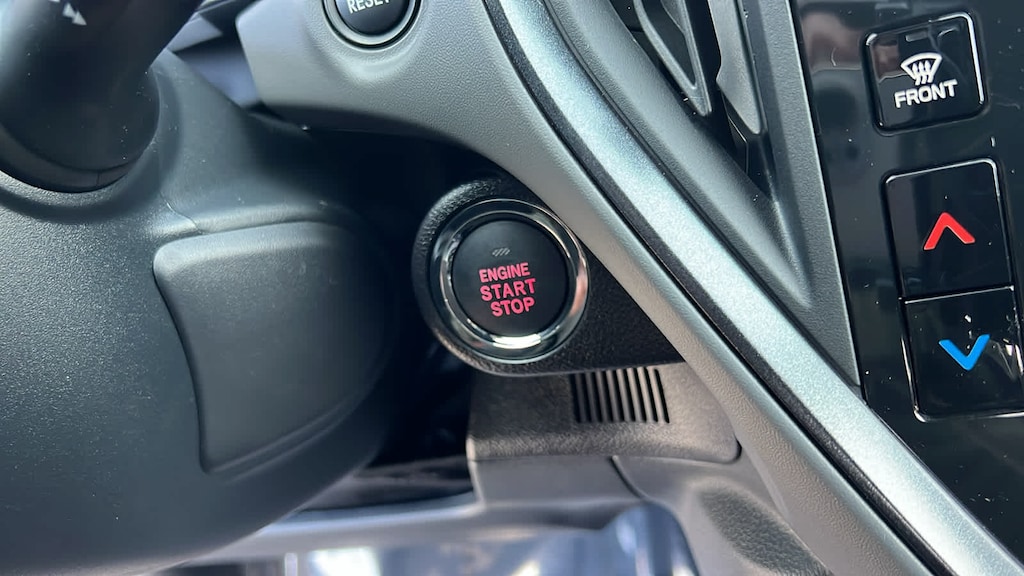 RESET
FRONT
ENGINE
START
STOP